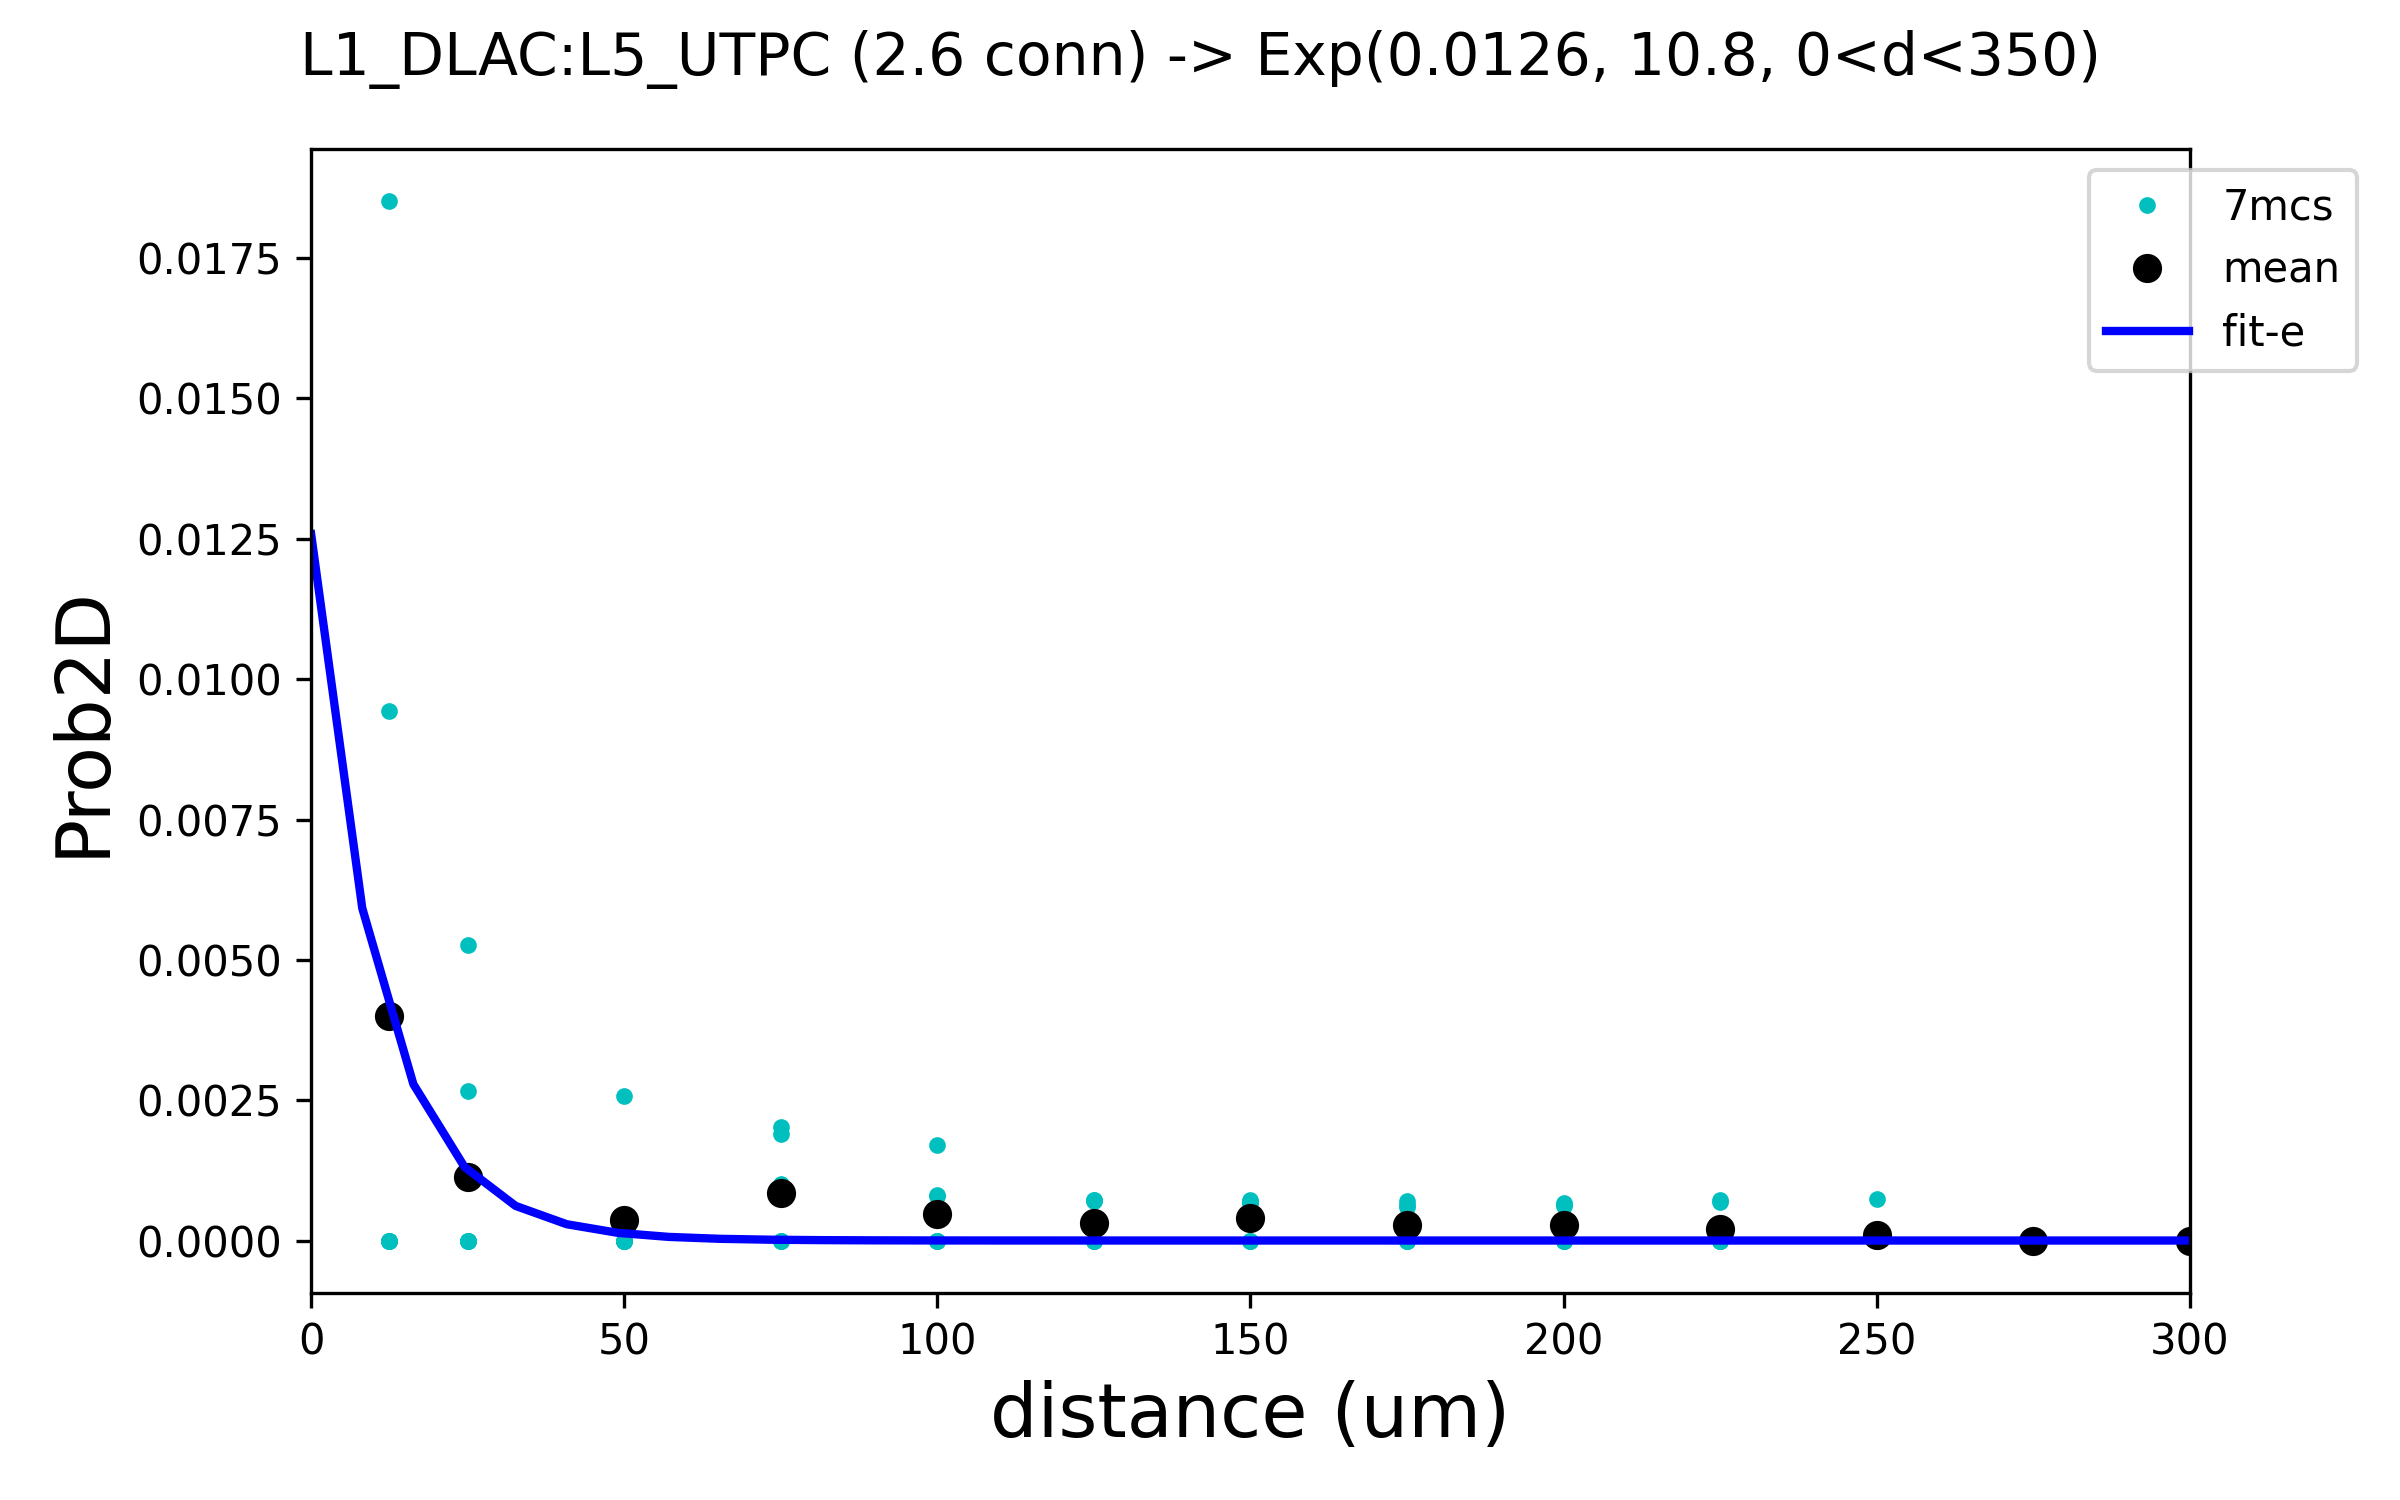 L1_DLAC:L5_UTPC (2.6 conn) -> Exp(0.0126, 10.8, 0<d<350)
7mcs
mean
fit-e
0.0175
0.0150
0.0125
0.0100
0.0075
0.0050
0.0025
0.0000
Prob2D
0 50 100 150 200 250 300
distance (um)